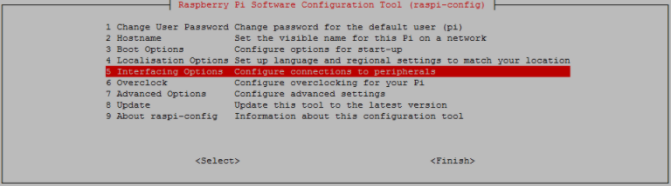 Raspberry Pi Software Configuration Tool (raspi-config)
1 Change User Password Change password for the default user (pi)
2 Hostname Set the visible name for this Pi on a network
3 Boot Options Configure options for start-up
4 Localisation Options Set up language and regional settings to match your location
5 Interfacing Options Configure connections to peripherals
6 Overclock Configure overclocking for your Pi
7 Advanced Options Configure advanced settings
8 Update Update this tool to the latest version
9 About raspi-config Information about this configuration tool
<Select> <Finish>